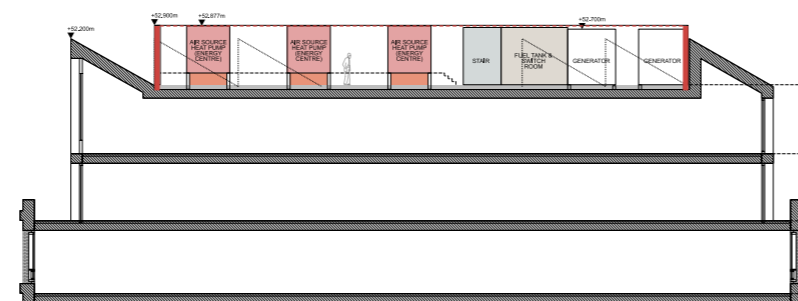 +52,900m
+52,877m
+52,700m
+52,200m
AIR SOURCE
HEAT PUMP
(ENERGY
CENTRE)
AIR SOURCE
HEAT PUMP
(ENERGY
CENTRE)
AIR SOURCE
HEAT PUMP
(ENERGY
CENTRE)
STAIR
FUEL TANK &
SWITCH
ROOM
GENERATOR
GENERATOR